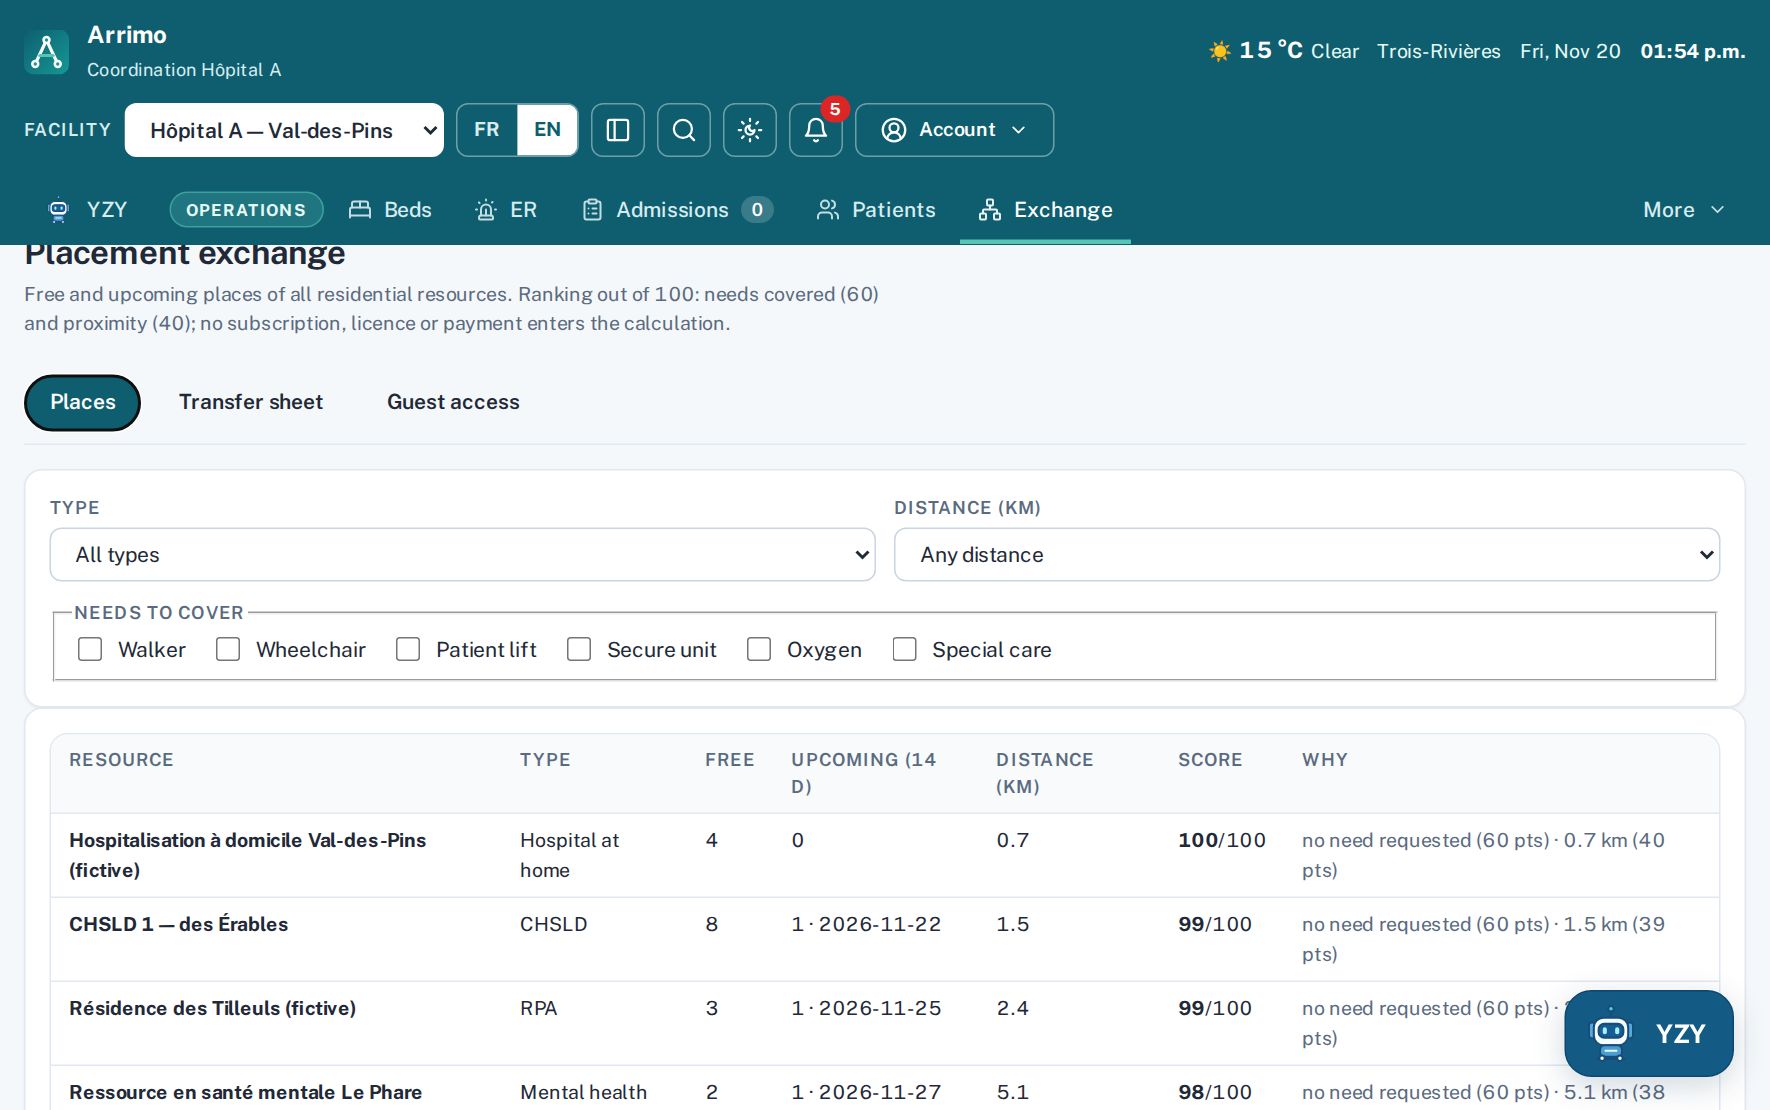 Arrimo
Coordination Hôpital A
15 °C Clear Trois-Rivières Fri, Nov 20 01:54 p.m.
FACILITY Hôpital A — Val-des-Pins FR EN 5 Account
YZY OPERATIONS Beds ER Admissions 0 Patients Exchange More
Placement exchange
Free and upcoming places of all residential resources. Ranking out of 100: needs covered (60)
and proximity (40); no subscription, licence or payment enters the calculation.
Places Transfer sheet Guest access
TYPE DISTANCE (KM)
All types Any distance
NEEDS TO COVER
Walker Wheelchair Patient lift Secure unit Oxygen Special care
RESOURCE TYPE FREE UPCOMING (14 DISTANCE SCORE WHY
D) (KM)
Hospitalisation à domicile Val-des-Pins Hospital at 4 0 0.7 100/100 no need requested (60 pts) · 0.7 km (40
(fictive) home pts)
CHSLD 1 — des Érables CHSLD 8 1 · 2026-11-22 1.5 99/100 no need requested (60 pts) · 1.5 km (39
pts)
Résidence des Tilleuls (fictive) RPA 3 1 · 2026-11-25 2.4 99/100 no need requested (60 pts) ·
pts)
YZY
Ressource en santé mentale Le Phare Mental health 2 1 · 2026-11-27 5.1 98/100 no need requested (60 pts) · 5.1 km (38